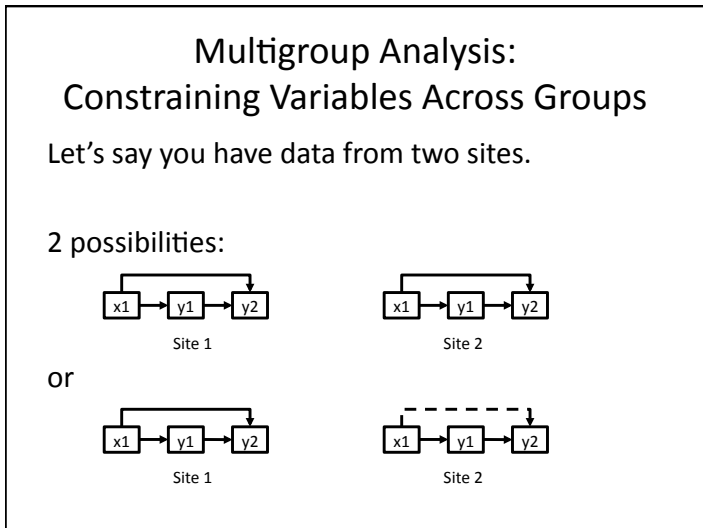 Multigroup Analysis:
Constraining Variables Across Groups
Let’s say you have data from two sites.
2 possibilities:
x1 y1 y2 x1 y1 y2
Site 1 Site 2
or
x1 y1 y2 x1 y1 y2
Site 1 Site 2